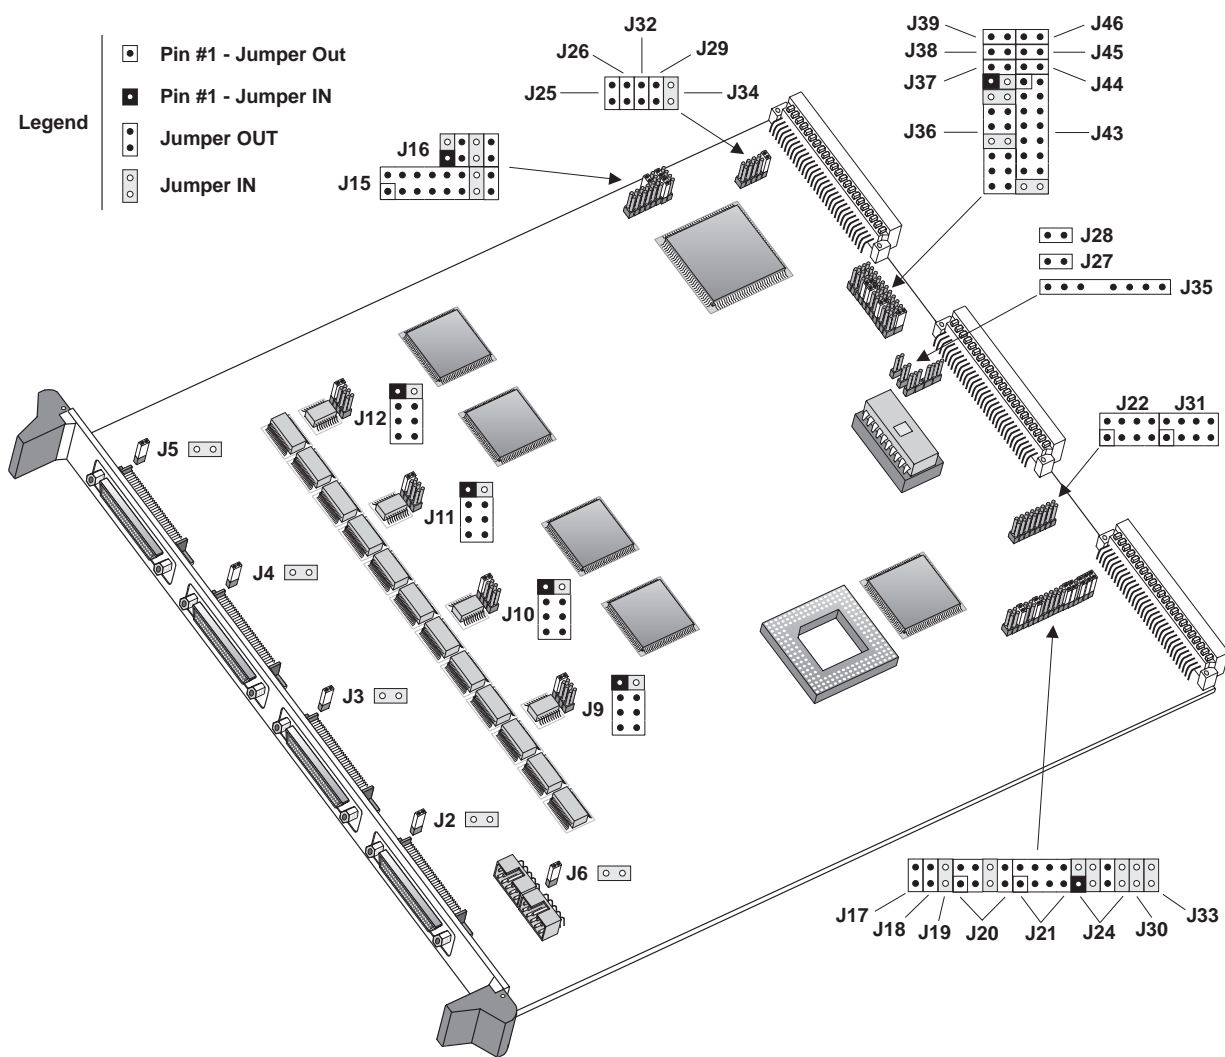 Legend
Pin #1 - Jumper Out
Pin #1 - Jumper IN
Jumper OUT
Jumper IN
J32
J26
J29
J25
J34
J16
J15
J39
J46
J38
J45
J37
J44
J36
J43
J28
J27
J35
J22
J31
J12
J5
J11
J4
J10
J3
J9
J2
J6
J17
J18
J19
J20
J21
J24
J30
J33